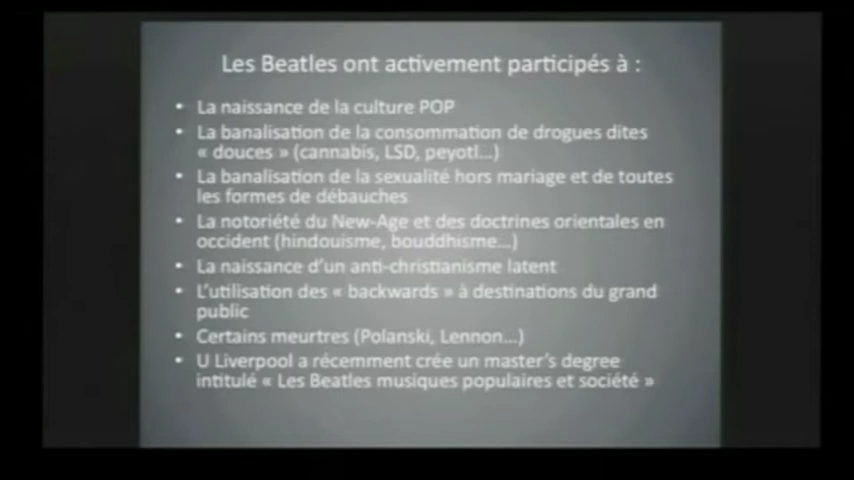 Les Beatles ont activement participés à :
• La naissance de la culture POP
• La banalisation de la consommation de drogues dites
« douces » (cannabis, LSD, peyotl...)
• La banalisation de la sexualité hors mariage et de toutes
les formes de débauches
• La notoriété du New-Age et des doctrines orientales en
occident (hindouisme, bouddhisme...)
• La naissance d'un anti-christianisme latent
• L'utilisation des « backwards » à destinations du grand
public
• Certains meurtres (Polanski, Lennon...)
• U Liverpool a récemment crée un master's degree
intitulé « Les Beatles musiques populaires et société »